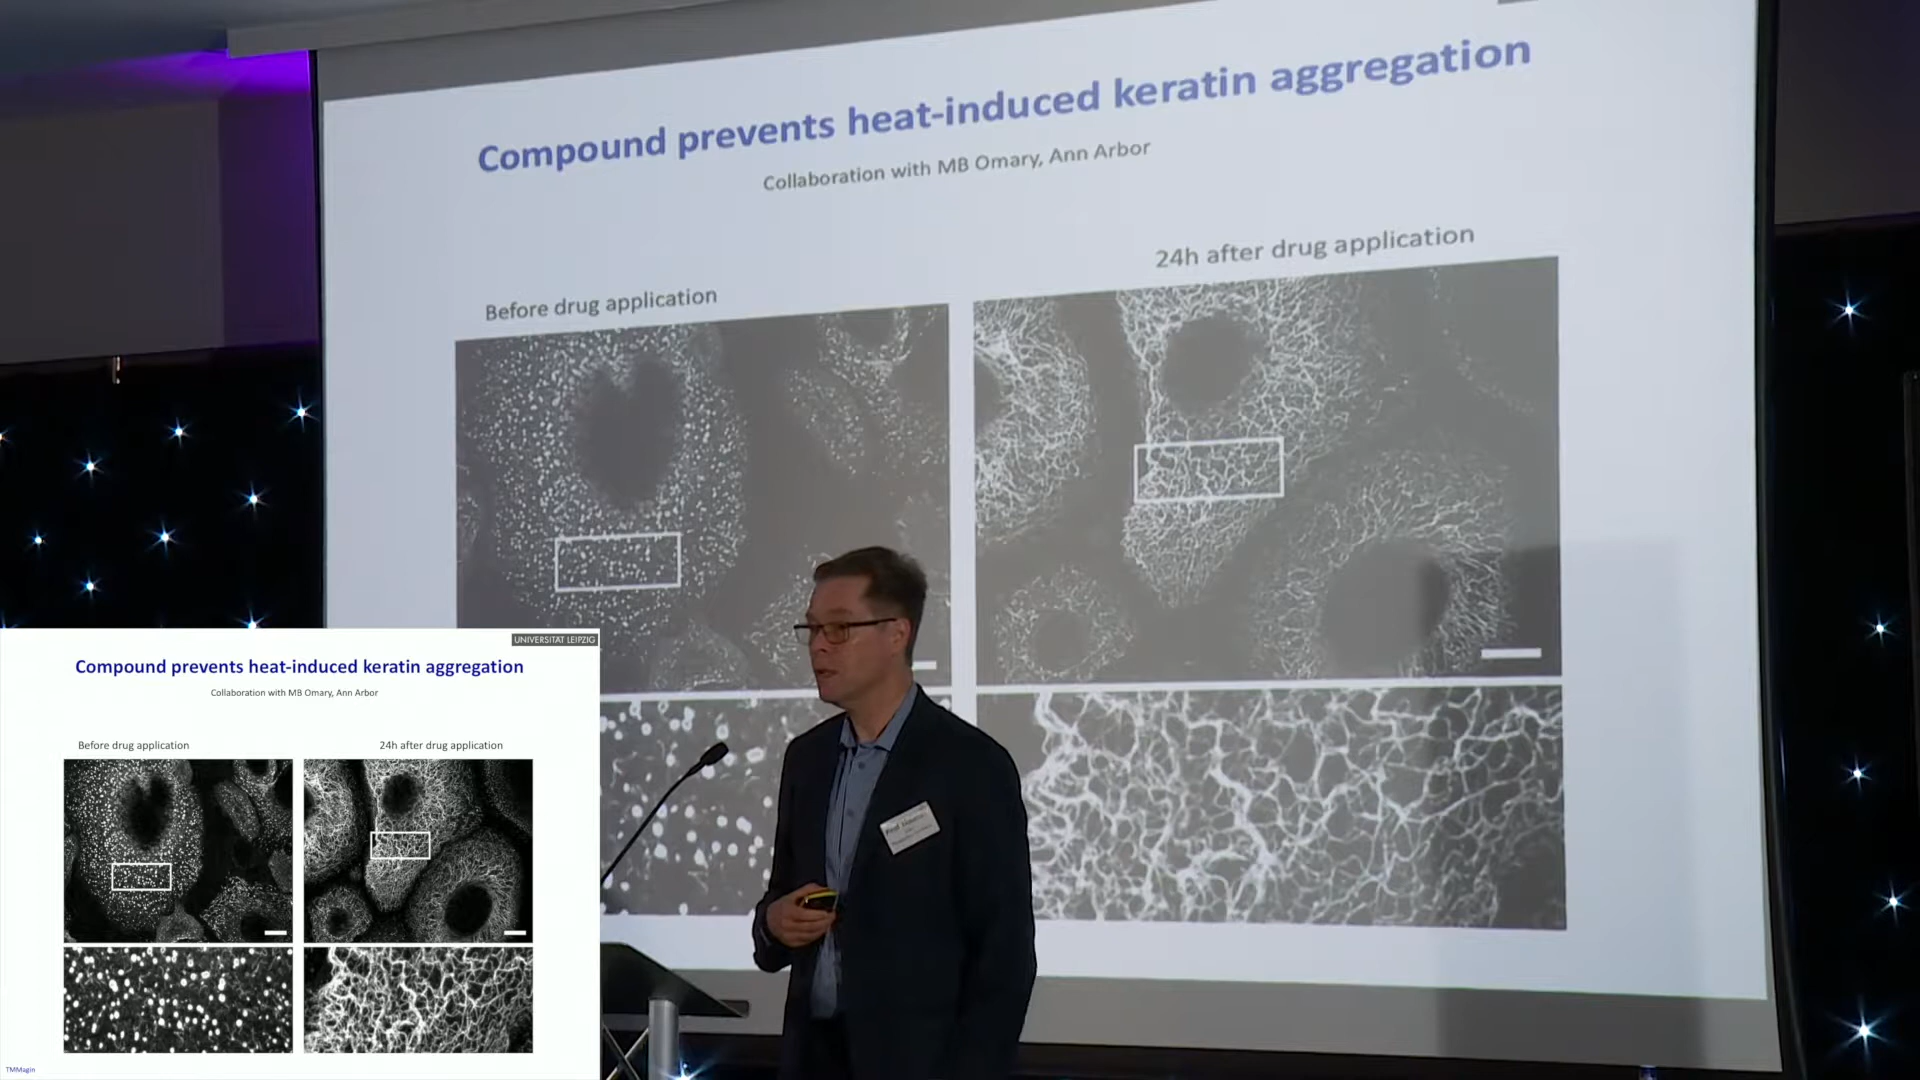 Compound prevents heat-induced keratin aggregation
Collaboration with MB Omary, Ann Arbor
Before drug application
24h after drug application
UNIVERSITÄT LEIPZIG
Compound prevents heat-induced keratin aggregation
Collaboration with MB Omary, Ann Arbor
Before drug application
24h after drug application
TMMagin
Prof